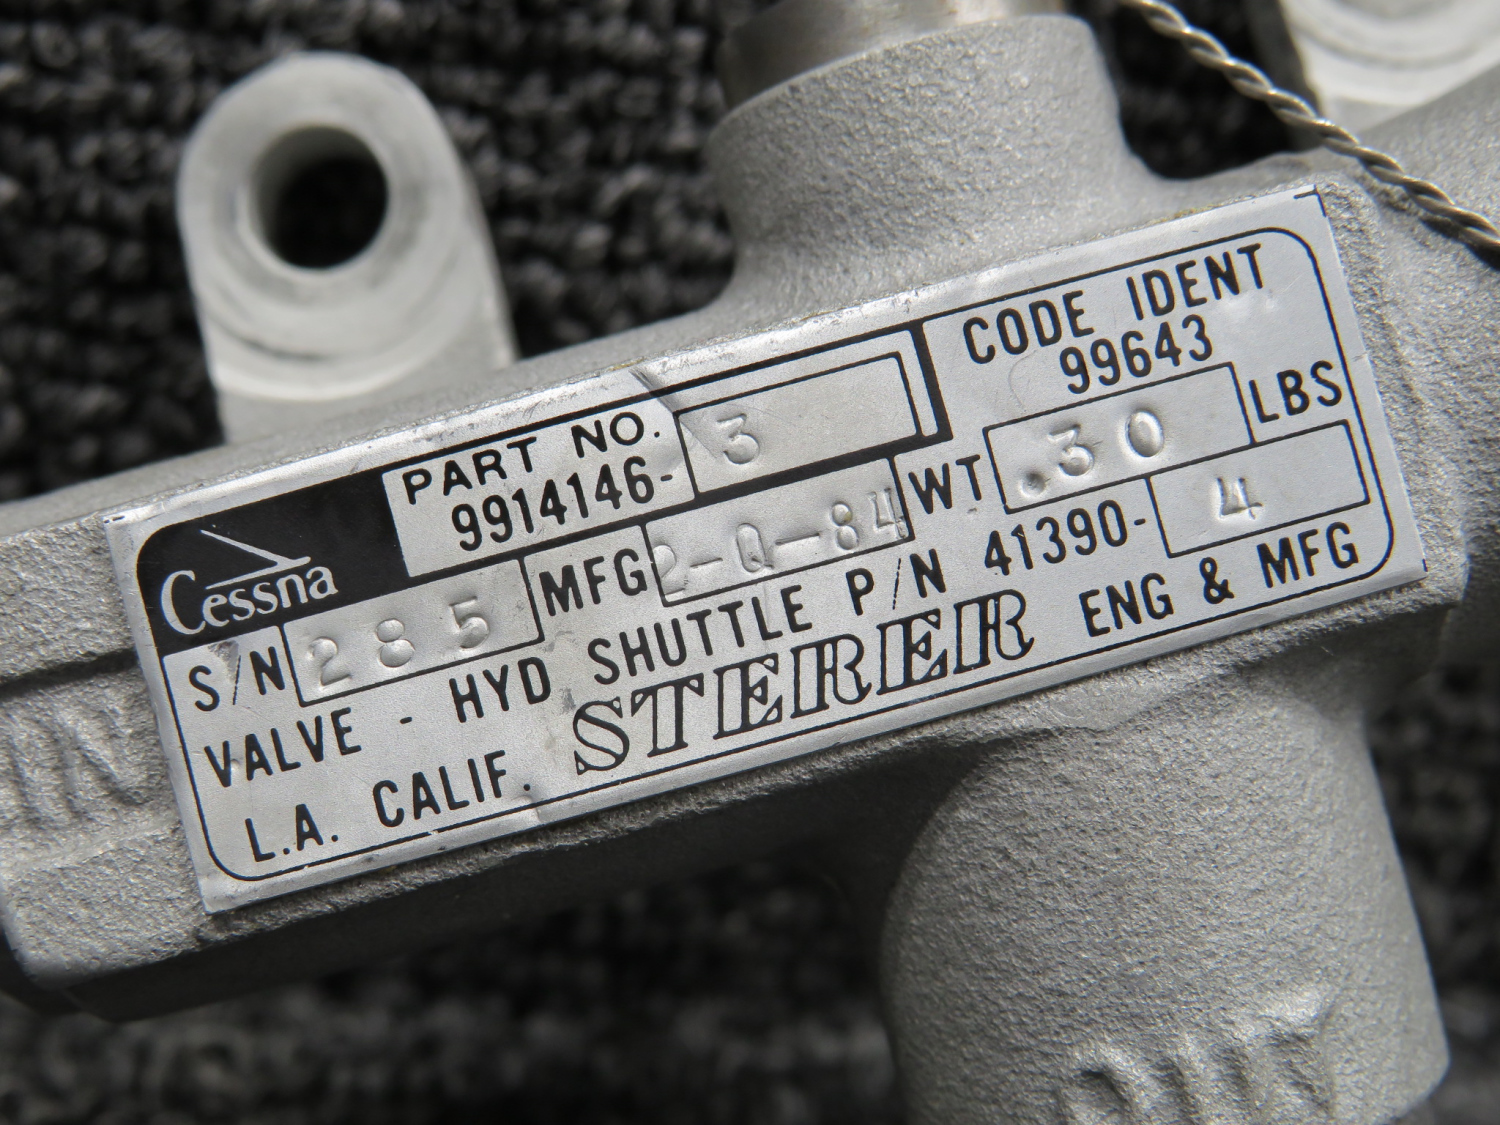 PART NO.
9914146- 3
CODE IDENT
99643
Cessna
S/N 285 MFG 2-Q-84 WT .30 LBS
VALVE - HYD SHUTTLE P/N 41390- 4
L.A. CALIF. STERER ENG & MFG